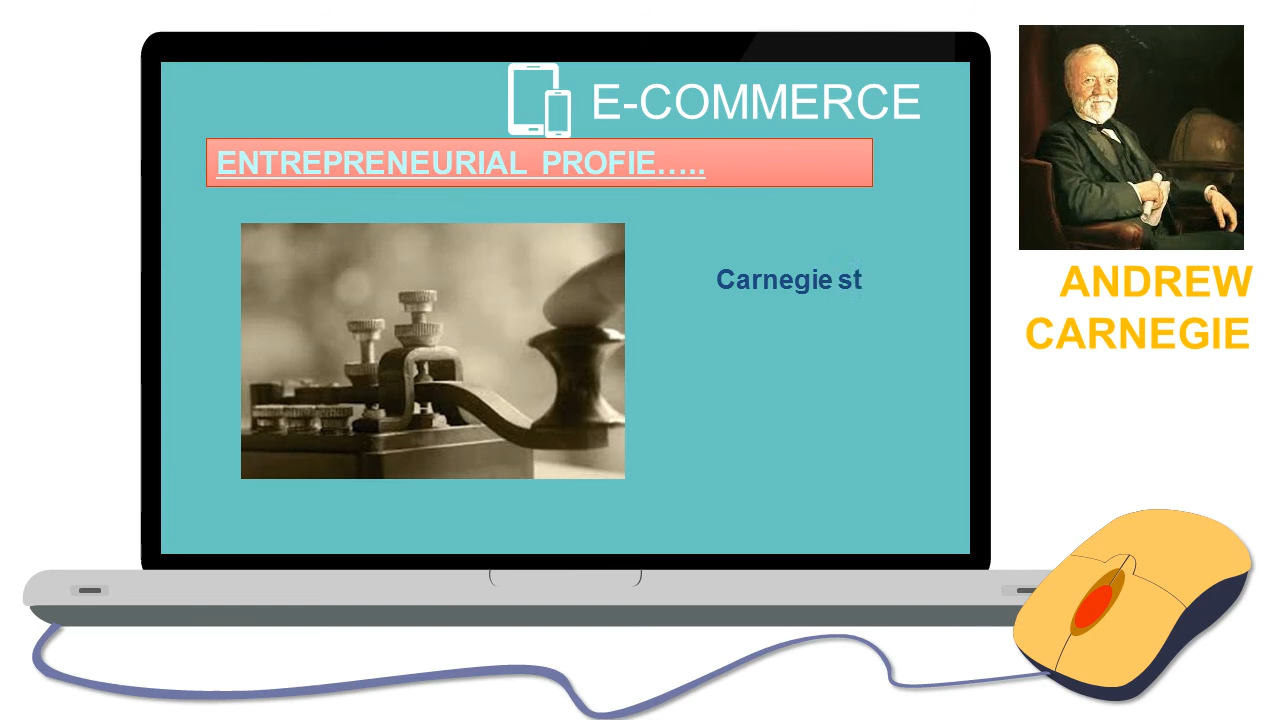 E-COMMERCE
ENTREPRENEURIAL PROFIE.....
Carnegie st
ANDREW
CARNEGIE